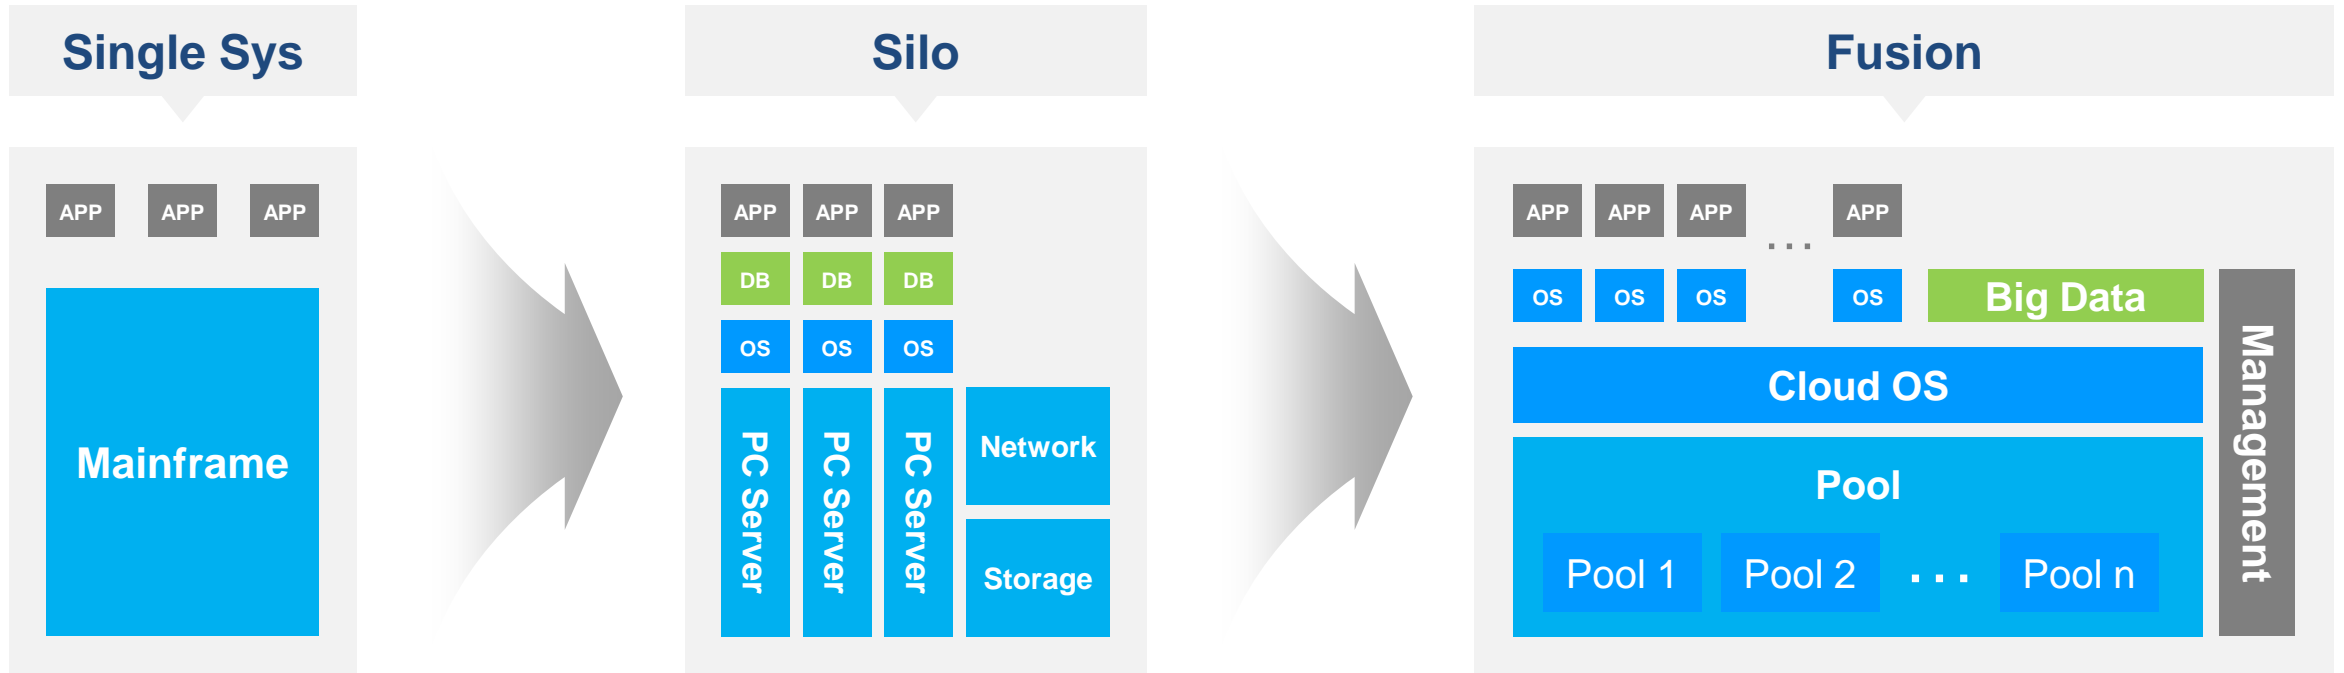 Single Sys
APP APP APP
Mainframe
Silo
APP APP APP
DB DB DB
OS OS OS
PC Server PC Server PC Server
Network
Storage
Fusion
APP APP APP ... APP
OS OS OS OS
Big Data
Cloud OS
Pool
Pool 1 Pool 2 ... Pool n
Management